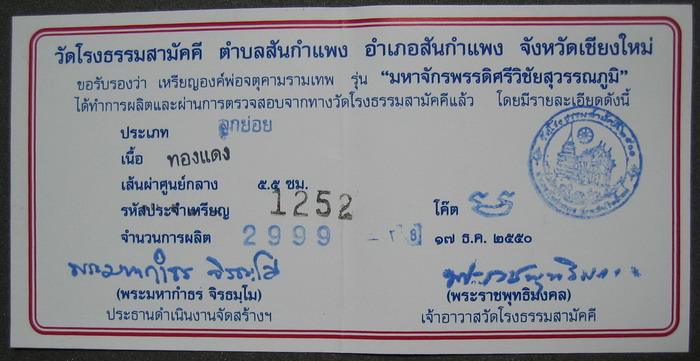 วัดโรงธรรมสามัคคี ตำบลสันกำแพง อำเภอสันกำแพง จังหวัดเชียงใหม่
ขอรับรองว่า เหรียญองค์พ่อจตุคามรามเทพ รุ่น "มหาจักรพรรดิศรีวิชัยสุวรรณภูมิ"
ได้ทำการผลิตและผ่านการตรวจสอบจากทางวัดโรงธรรมสามัคคีแล้ว โดยมีรายละเอียดดังนี้
ประเภท ลูกย่อย
เนื้อ ทองแดง
เส้นผ่าศูนย์กลาง ๕.๕ ซม.
รหัสประจำเหรียญ 1252 โค๊ต
จำนวนการผลิต 2999 ๑๗ ธ.ค. ๒๕๕๐
พระมหากำธร จิรธมฺโม
(พระมหากำธร จิรธมฺโม) (พระราชพุทธิมงคล)
ประธานดำเนินงานจัดสร้างฯ เจ้าอาวาสวัดโรงธรรมสามัคคี